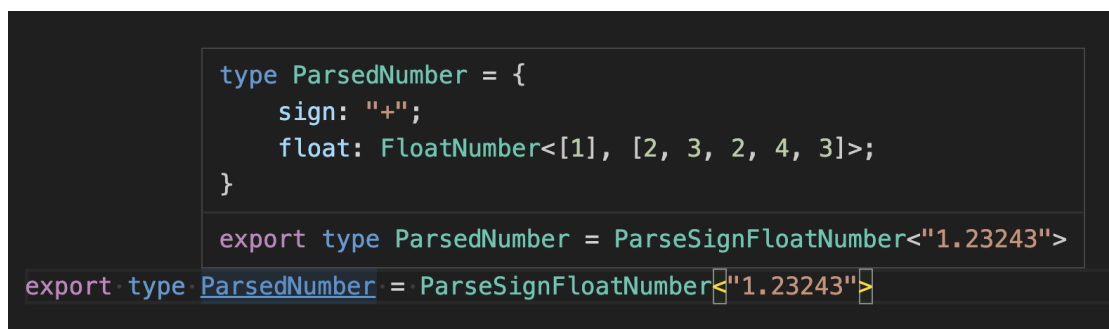 type ParsedNumber = {
sign: "+";
float: FloatNumber<[1], [2, 3, 2, 4, 3]>;
}
export type ParsedNumber = ParseSignFloatNumber<"1.23243">
export type ParsedNumber = ParseSignFloatNumber<"1.23243">